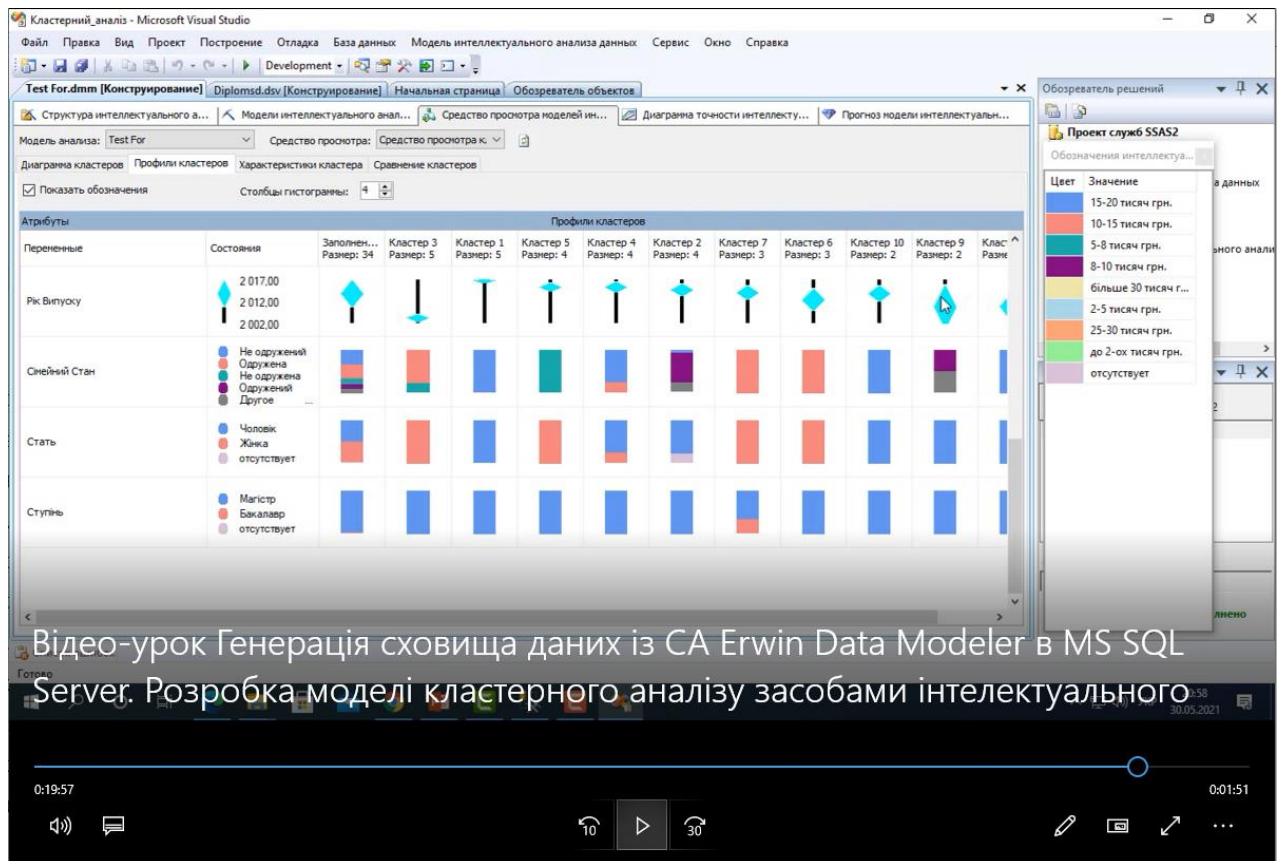 Кластерний_аналіз - Microsoft Visual Studio
Файл Правка Вид Проект Построение Отладка База данных Модель интеллектуального анализа данных Сервис Окно Справка
Development
Test For.dmm [Конструирование] Diplomsd.dsv [Конструирование] Начальная страница Обозреватель объектов
Структура интеллектуального а... Модели интеллектуального анал... Средство просмотра моделей ин... Диаграмма точности интеллекту... Прогноз модели интеллектуальн...
Модель анализа: Test For Средство просмотра: Средство просмотра к
Диаграмма кластеров Профили кластеров Характеристики кластера Сравнение кластеров
Показать обозначения Столбцы гистограммы: 4
Атрибуты Профили кластеров
Переменные Состояния Заполнен... Кластер 3 Кластер 1 Кластер 5 Кластер 4 Кластер 2 Кластер 7 Кластер 6 Кластер 10 Кластер 9 Клас
Размер: 34 Размер: 5 Размер: 5 Размер: 4 Размер: 4 Размер: 4 Размер: 3 Размер: 3 Размер: 2 Размер: 2 Разме
Рік Випуску
2 017,00
2 012,00
2 002,00
Сімейний Стан
Не одружений
Одружена
Не одружена
Одружений
Другое ...
Стать
Чоловік
Жінка
отсутствует
Ступінь
Магістр
Бакалавр
отсутствует
Обозреватель решений
Проект служб SSAS2
Обозначения интеллектуа...
Цвет Значение
15-20 тисяч грн.
10-15 тисяч грн.
5-8 тисяч грн.
8-10 тисяч грн.
більше 30 тисяч г...
2-5 тисяч грн.
25-30 тисяч грн.
до 2-ох тисяч грн.
отсутствует
а данных
ьного анали
лнено
Готово
Відео-урок Генерація сховища даних із CA Erwin Data Modeler в MS SQL
Server. Розробка моделі кластерного аналізу засобами інтелектуального
30.05.2021
0:19:57 0:01:51
10 30